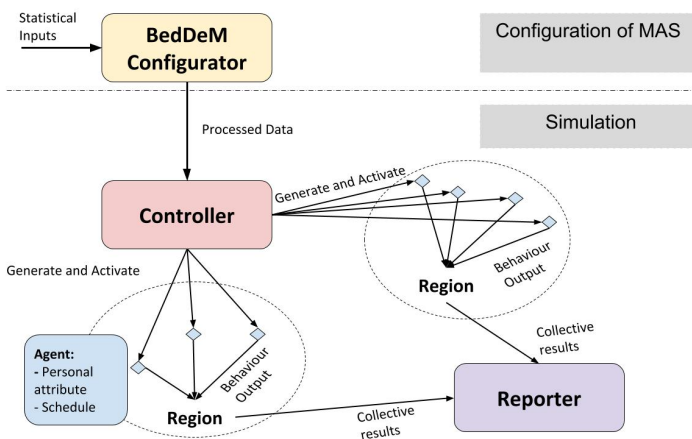 Statistical
Inputs
BedDeM
Configurator
Configuration of MAS
Processed Data
Simulation
Generate and Activate
Controller
Behaviour
Output
Region
Generate and Activate
Collective
results
Agent:
- Personal
attribute
- Schedule
Behaviour
Output
Region
Collective
results
Reporter